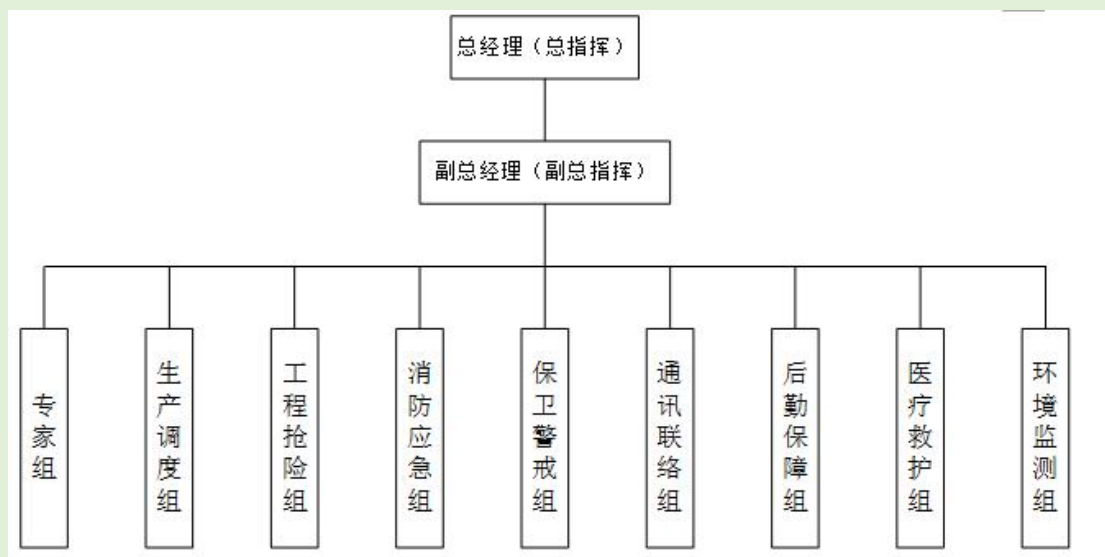 总经理（总指挥）
副总经理（副总指挥）
专家组
生产调度组
工程抢险组
消防应急组
保卫警戒组
通讯联络组
后勤保障组
医疗救护组
环境监测组